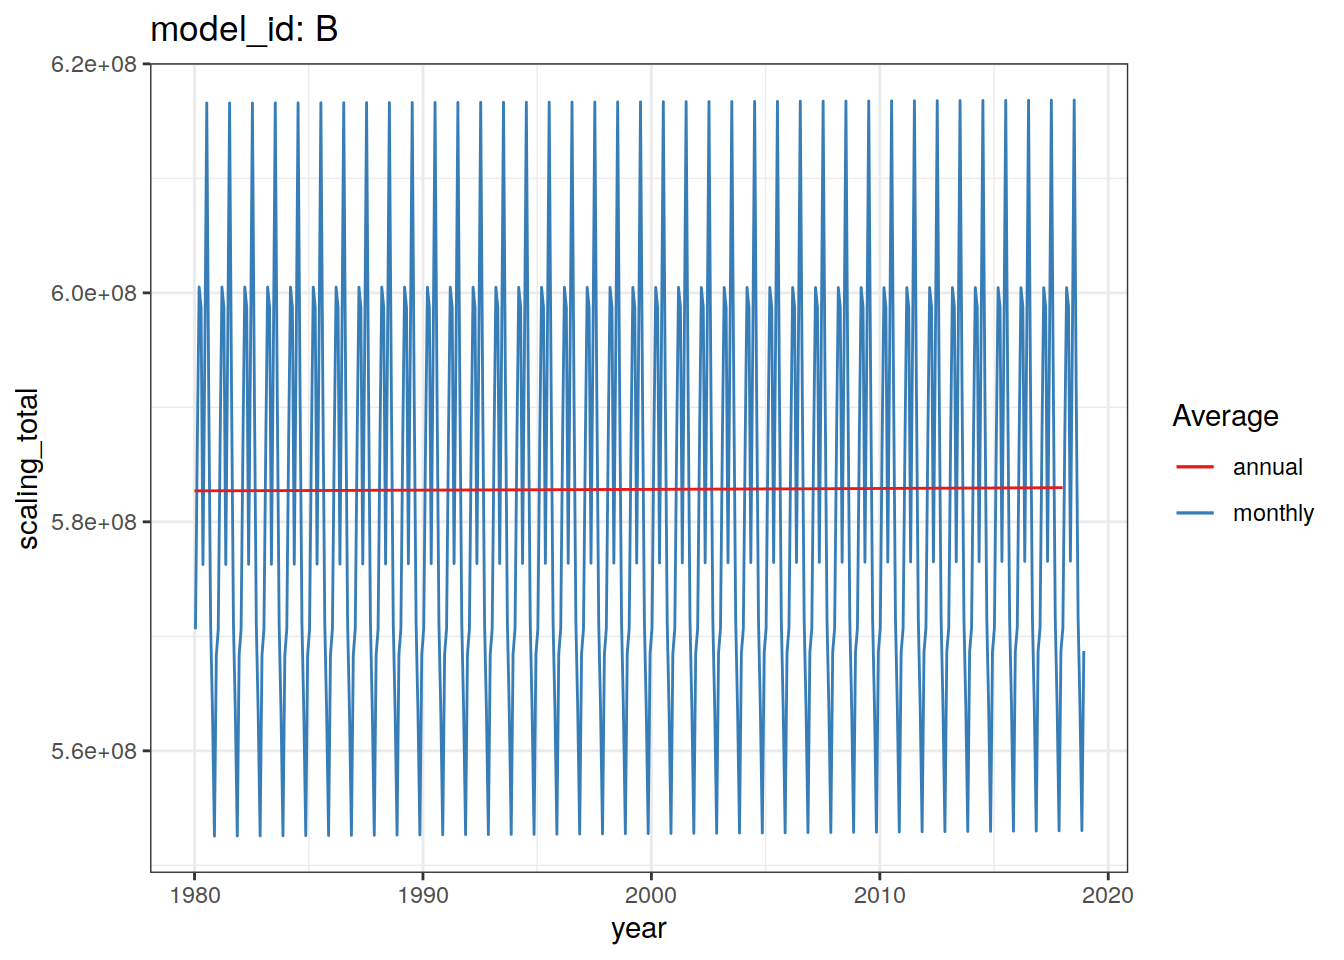 model_id: B
6.2e+08
6.0e+08
5.8e+08
5.6e+08
scaling_total
1980
1990
2000
2010
2020
year
Average
annual
monthly